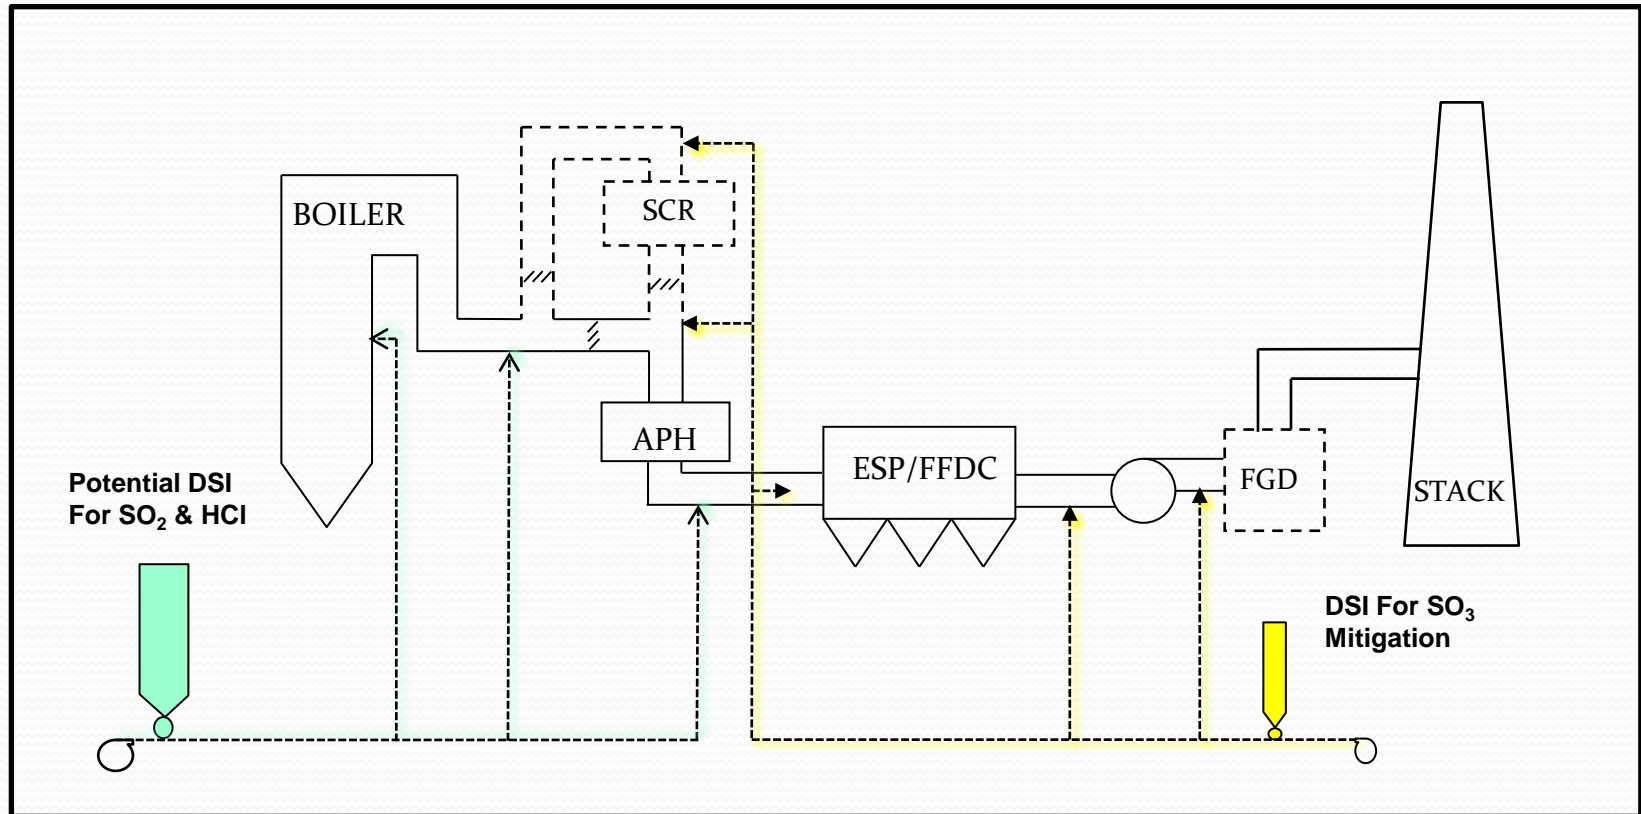 BOILER
SCR
APH
ESP/FFDC
FGD
STACK
Potential DSI
For SO₂ & HCl
DSI For SO₃
Mitigation